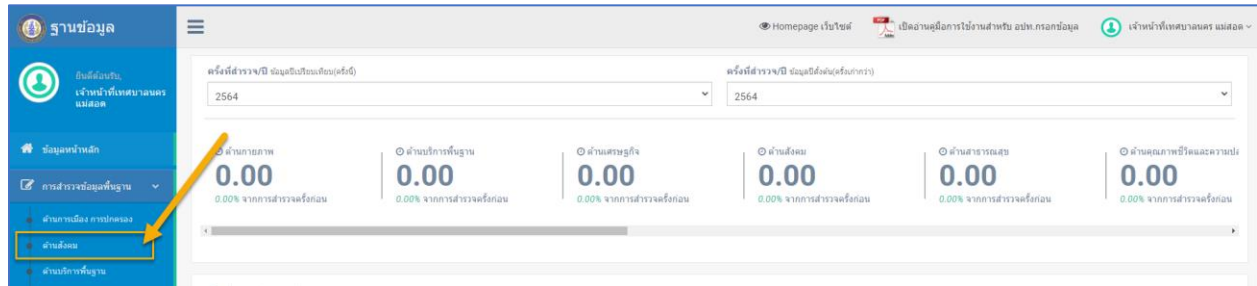 ฐานข้อมูล
Homepage เว็บไซต์
เปิดอ่านคู่มือการใช้งานสำหรับ อปท.กรอกข้อมูล
เจ้าหน้าที่เทศบาลนคร แม่สอด
ยินดีต้อนรับ,
เจ้าหน้าที่เทศบาลนคร
แม่สอด
ครั้งที่สำรวจ/ปี ข้อมูลปีเปรียบเทียบ(ครั้งนี้)
ครั้งที่สำรวจ/ปี ข้อมูลปีตั้งต้น(ครั้งเก่ากว่า)
2564
2564
ข้อมูลหน้าหลัก
การสำรวจข้อมูลพื้นฐาน
ด้านการเมือง การปกครอง
ด้านสังคม
ด้านบริการพื้นฐาน
ด้านกายภาพ
ด้านบริการพื้นฐาน
ด้านเศรษฐกิจ
ด้านสังคม
ด้านสาธารณสุข
ด้านคุณภาพชีวิตและความปล
0.00
0.00
0.00
0.00
0.00
0.00
0.00% จากการสำรวจครั้งก่อน
0.00% จากการสำรวจครั้งก่อน
0.00% จากการสำรวจครั้งก่อน
0.00% จากการสำรวจครั้งก่อน
0.00% จากการสำรวจครั้งก่อน
0.00% จากการสำรวจครั้งก่อน